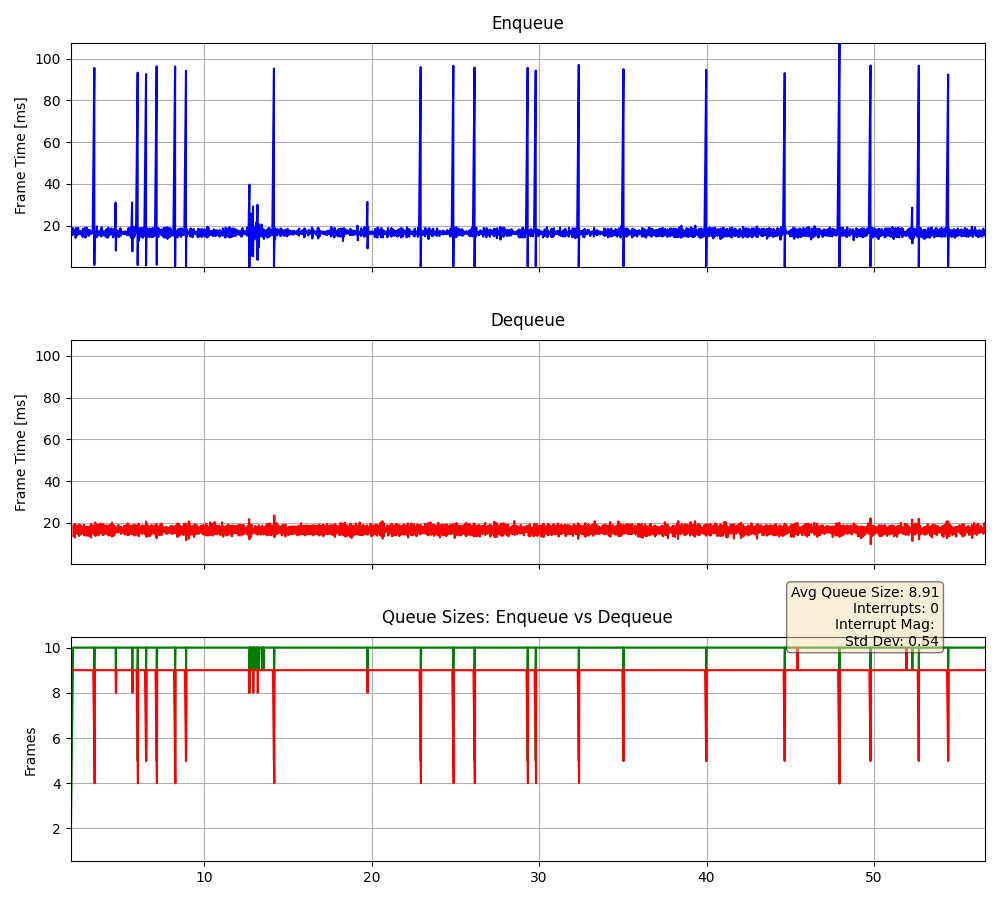 Enqueue
Frame Time [ms]
100
80
60
40
20
Dequeue
Frame Time [ms]
100
80
60
40
20
Avg Queue Size: 8.91
Interrupts: 0
Interrupt Mag:
Std Dev: 0.54
Queue Sizes: Enqueue vs Dequeue
Frames
10
8
6
4
2
10 20 30 40 50